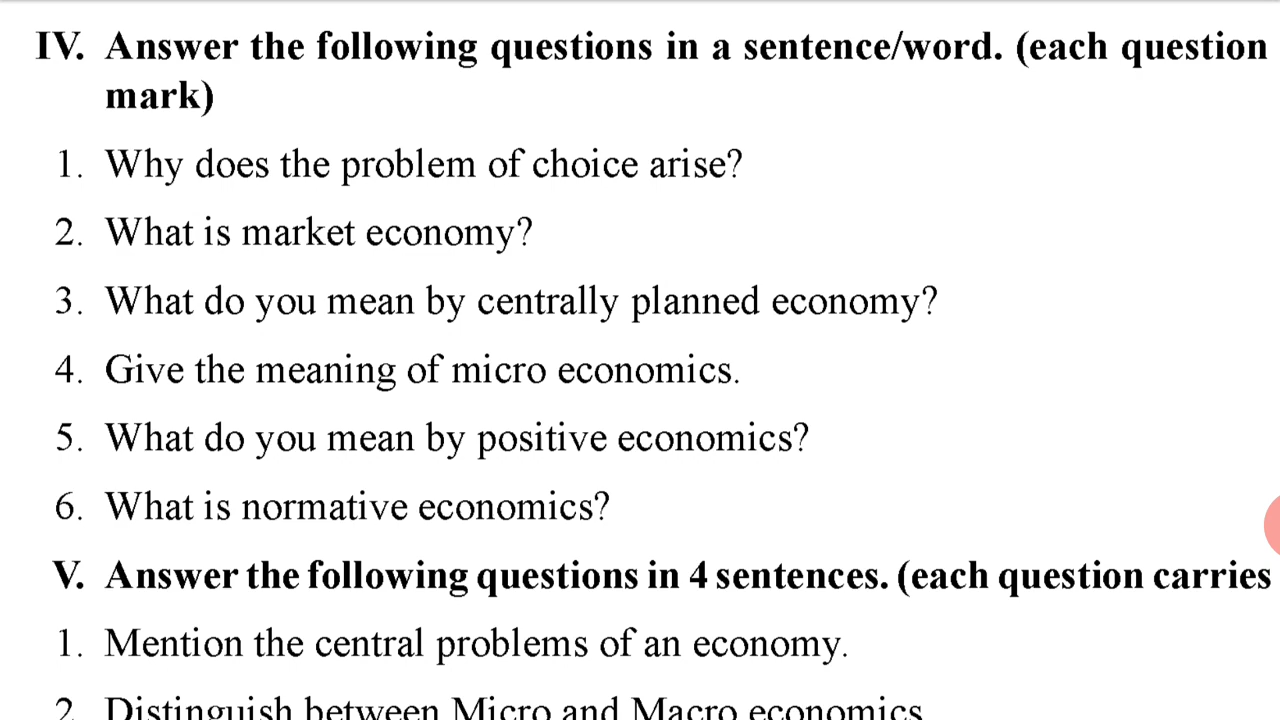 IV. Answer the following questions in a sentence/word. (each question
mark)
1. Why does the problem of choice arise?
2. What is market economy?
3. What do you mean by centrally planned economy?
4. Give the meaning of micro economics.
5. What do you mean by positive economics?
6. What is normative economics?
V. Answer the following questions in 4 sentences. (each question carries
1. Mention the central problems of an economy.
2. Distinguish between Micro and Macro economics